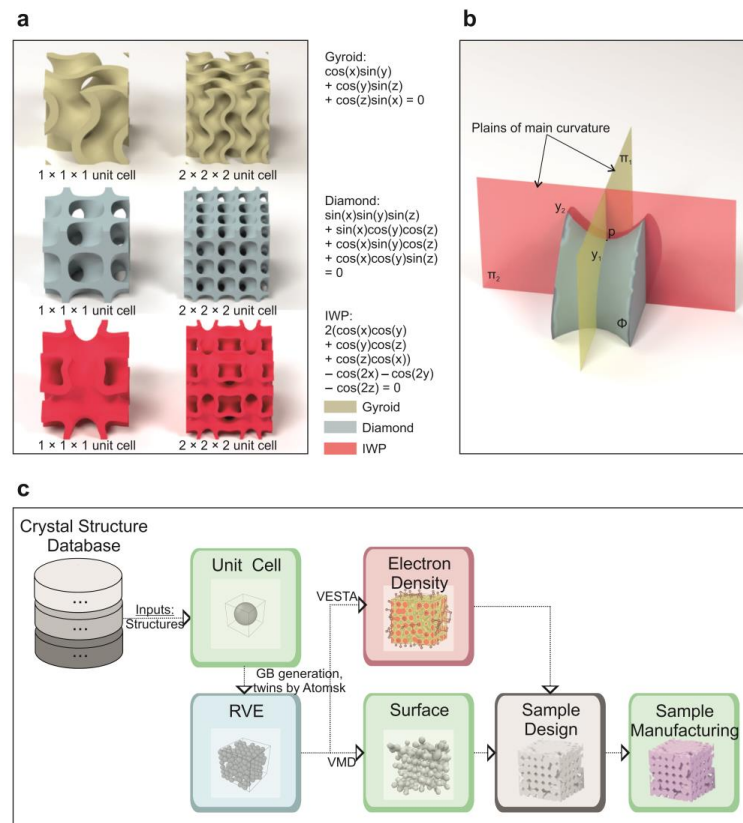 a
1 × 1 × 1 unit cell
2 × 2 × 2 unit cell
1 × 1 × 1 unit cell
2 × 2 × 2 unit cell
1 × 1 × 1 unit cell
2 × 2 × 2 unit cell
Gyroid:
cos(x)sin(y)
+ cos(y)sin(z)
+ cos(z)sin(x) = 0
Diamond:
sin(x)sin(y)sin(z)
+ sin(x)cos(y)cos(z)
+ cos(x)sin(y)cos(z)
+ cos(x)cos(y)sin(z)
= 0
IWP:
2(cos(x)cos(y
+ cos(y)cos(z)
+ cos(z)cos(x))
– cos(2x) – cos(2y)
– cos(2z) = 0
Gyroid
Diamond
IWP
b
Plains of main curvature
π₁
y₂
p
y₁
π₂
Φ
c
Crystal Structure
Database
...
...
...
Inputs:
Structures
Unit Cell
GB generation,
twins by Atomsk
RVE
VESTA
VMD
Electron
Density
Surface
Sample
Design
Sample
Manufacturing